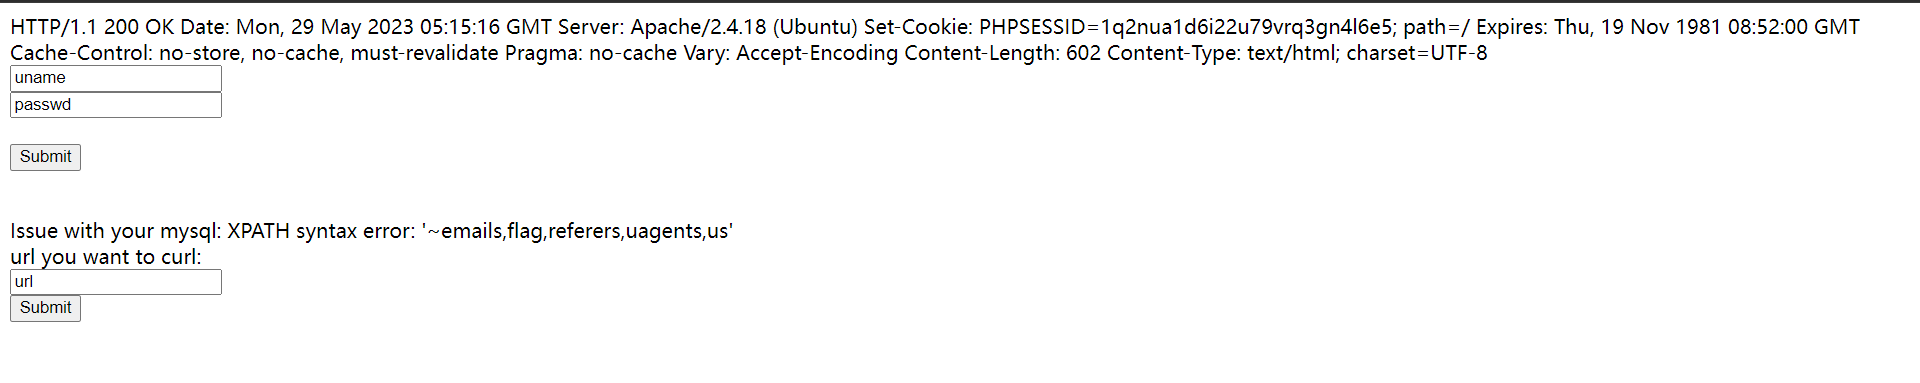 HTTP/1.1 200 OK Date: Mon, 29 May 2023 05:15:16 GMT Server: Apache/2.4.18 (Ubuntu) Set-Cookie: PHPSESSID=1q2nua1d6i22u79vrq3gn4l6e5; path=/ Expires: Thu, 19 Nov 1981 08:52:00 GMT
Cache-Control: no-store, no-cache, must-revalidate Pragma: no-cache Vary: Accept-Encoding Content-Length: 602 Content-Type: text/html; charset=UTF-8
uname
passwd
Submit
Issue with your mysql: XPATH syntax error: '~emails,flag,referers,uagents,us'
url you want to curl:
url
Submit